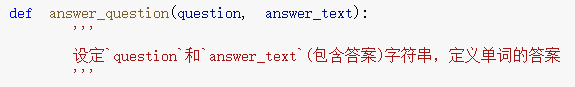 def answer_question(question, answer_text):
'''
设定`question`和`answer_text`(包含答案)字符串，定义单词的答案
'''